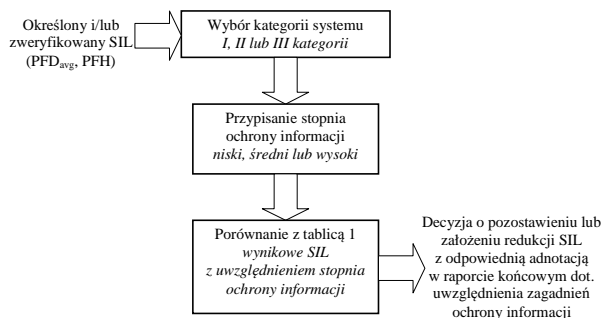 Określony i/lub
zweryfikowany SIL
(PFDavg, PFH)
Wybór kategorii systemu
I, II lub III kategorii
Przypisanie stopnia
ochrony informacji
niski, średni lub wysoki
Porównanie z tablicą 1
wynikowe SIL
z uwzględnieniem stopnia
ochrony informacji
Decyzja o pozostawieniu lub
założeniu redukcji SIL
z odpowiednią adnotacją
w raporcie końcowym dot.
uwzględnienia zagadnień
ochrony informacji